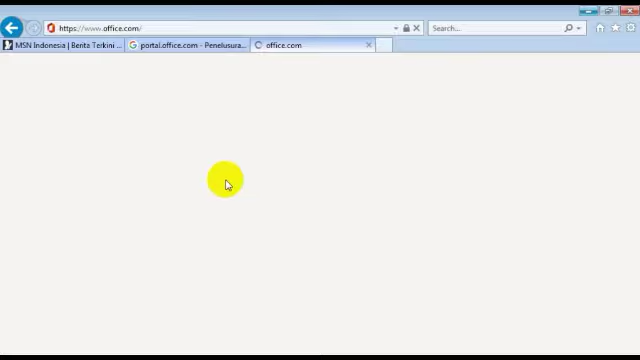 https://www.office.com/
Search...
MSN Indonesia | Berita Terkini ...
portal.office.com - Penelusura...
office.com